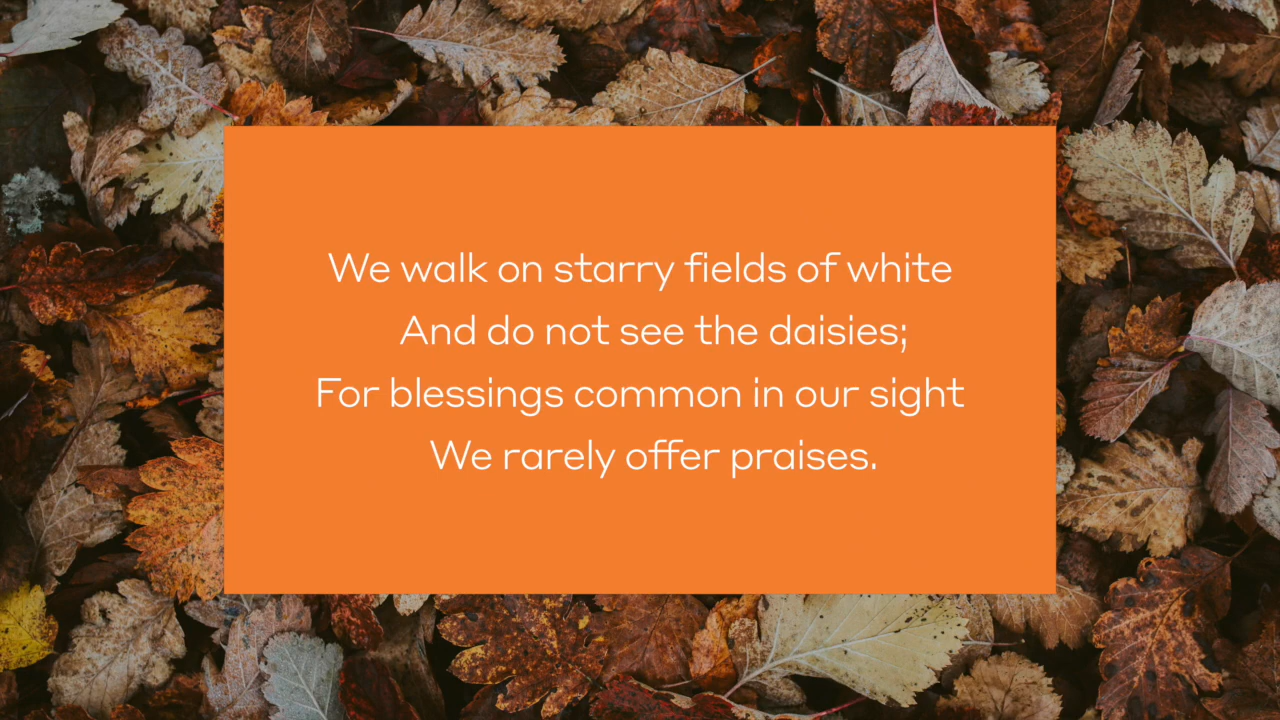 We walk on starry fields of white
And do not see the daisies;
For blessings common in our sight
We rarely offer praises.